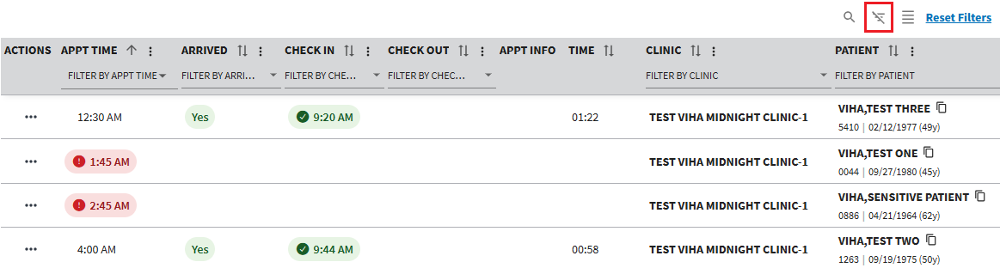 Reset Filters
ACTIONS APPT TIME ARRIVED CHECK IN CHECK OUT APPT INFO TIME CLINIC PATIENT
FILTER BY APPT TIME FILTER BY ARRI... FILTER BY CHE... FILTER BY CHEC... FILTER BY CLINIC FILTER BY PATIENT
12:30 AM Yes 9:20 AM 01:22 TEST VIHA MIDNIGHT CLINIC-1 VIHA,TEST THREE
5410 | 02/12/1977 (49y)
1:45 AM TEST VIHA MIDNIGHT CLINIC-1 VIHA,TEST ONE
0044 | 09/27/1980 (45y)
2:45 AM TEST VIHA MIDNIGHT CLINIC-1 VIHA,SENSITIVE PATIENT
0886 | 04/21/1964 (62y)
4:00 AM Yes 9:44 AM 00:58 TEST VIHA MIDNIGHT CLINIC-1 VIHA,TEST TWO
1263 | 09/19/1975 (50y)